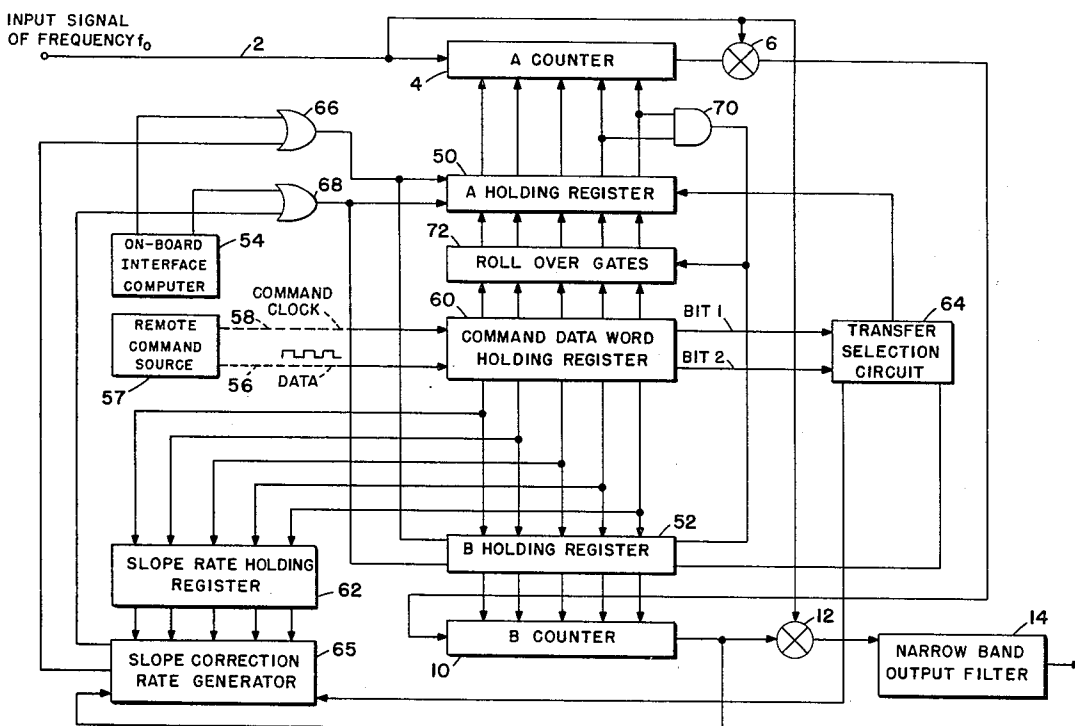 INPUT SIGNAL
OF FREQUENCY f₀
2
A COUNTER
4
6
66
70
50
A HOLDING REGISTER
68
72
ROLL OVER GATES
ON-BOARD
INTERFACE
COMPUTER
54
COMMAND
CLOCK
58
60
COMMAND DATA WORD
HOLDING REGISTER
BIT 1
BIT 2
64
TRANSFER
SELECTION
CIRCUIT
REMOTE
COMMAND
SOURCE
57
56
DATA
52
B HOLDING REGISTER
SLOPE RATE HOLDING
REGISTER
62
B COUNTER
10
12
14
NARROW BAND
OUTPUT FILTER
65
SLOPE CORRECTION
RATE GENERATOR